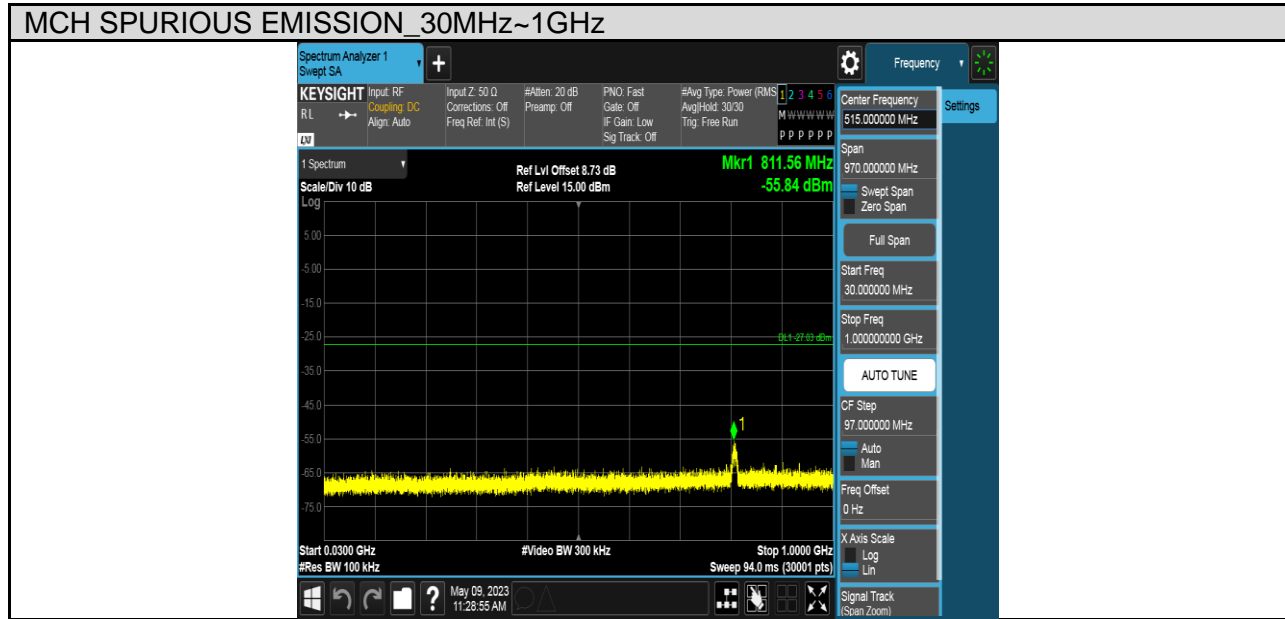 MCH SPURIOUS EMISSION_30MHz~1GHz
Spectrum Analyzer 1
Swept SA
+
Frequency
KEYSIGHT
RL
LXI
Input: RF
Coupling: DC
Align: Auto
Input Z: 50 Ω
Corrections: Off
Freq Ref: Int (S)
#Atten: 20 dB
Preamp: Off
PNO: Fast
Gate: Off
IF Gain: Low
Sig Track: Off
#Avg Type: Power (RMS
Avg|Hold: 30/30
Trig: Free Run
1 2 3 4 5 6
M W W W W W
P P P P P P
1 Spectrum
Scale/Div 10 dB
Log
Ref Lvl Offset 8.73 dB
Ref Level 15.00 dBm
Mkr1 811.56 MHz
-55.84 dBm
5.00
-5.00
-15.0
-25.0
DL1 -27.03 dBm
-35.0
-45.0
1
-55.0
-65.0
-75.0
Start 0.0300 GHz
#Res BW 100 kHz
#Video BW 300 kHz
Stop 1.0000 GHz
Sweep 94.0 ms (30001 pts)
?
May 09, 2023
11:28:55 AM
Center Frequency
515.000000 MHz
Span
970.000000 MHz
Swept Span
Zero Span
Full Span
Start Freq
30.000000 MHz
Stop Freq
1.000000000 GHz
AUTO TUNE
CF Step
97.000000 MHz
Auto
Man
Freq Offset
0 Hz
X Axis Scale
Log
Lin
Signal Track
(Span Zoom)
Settings